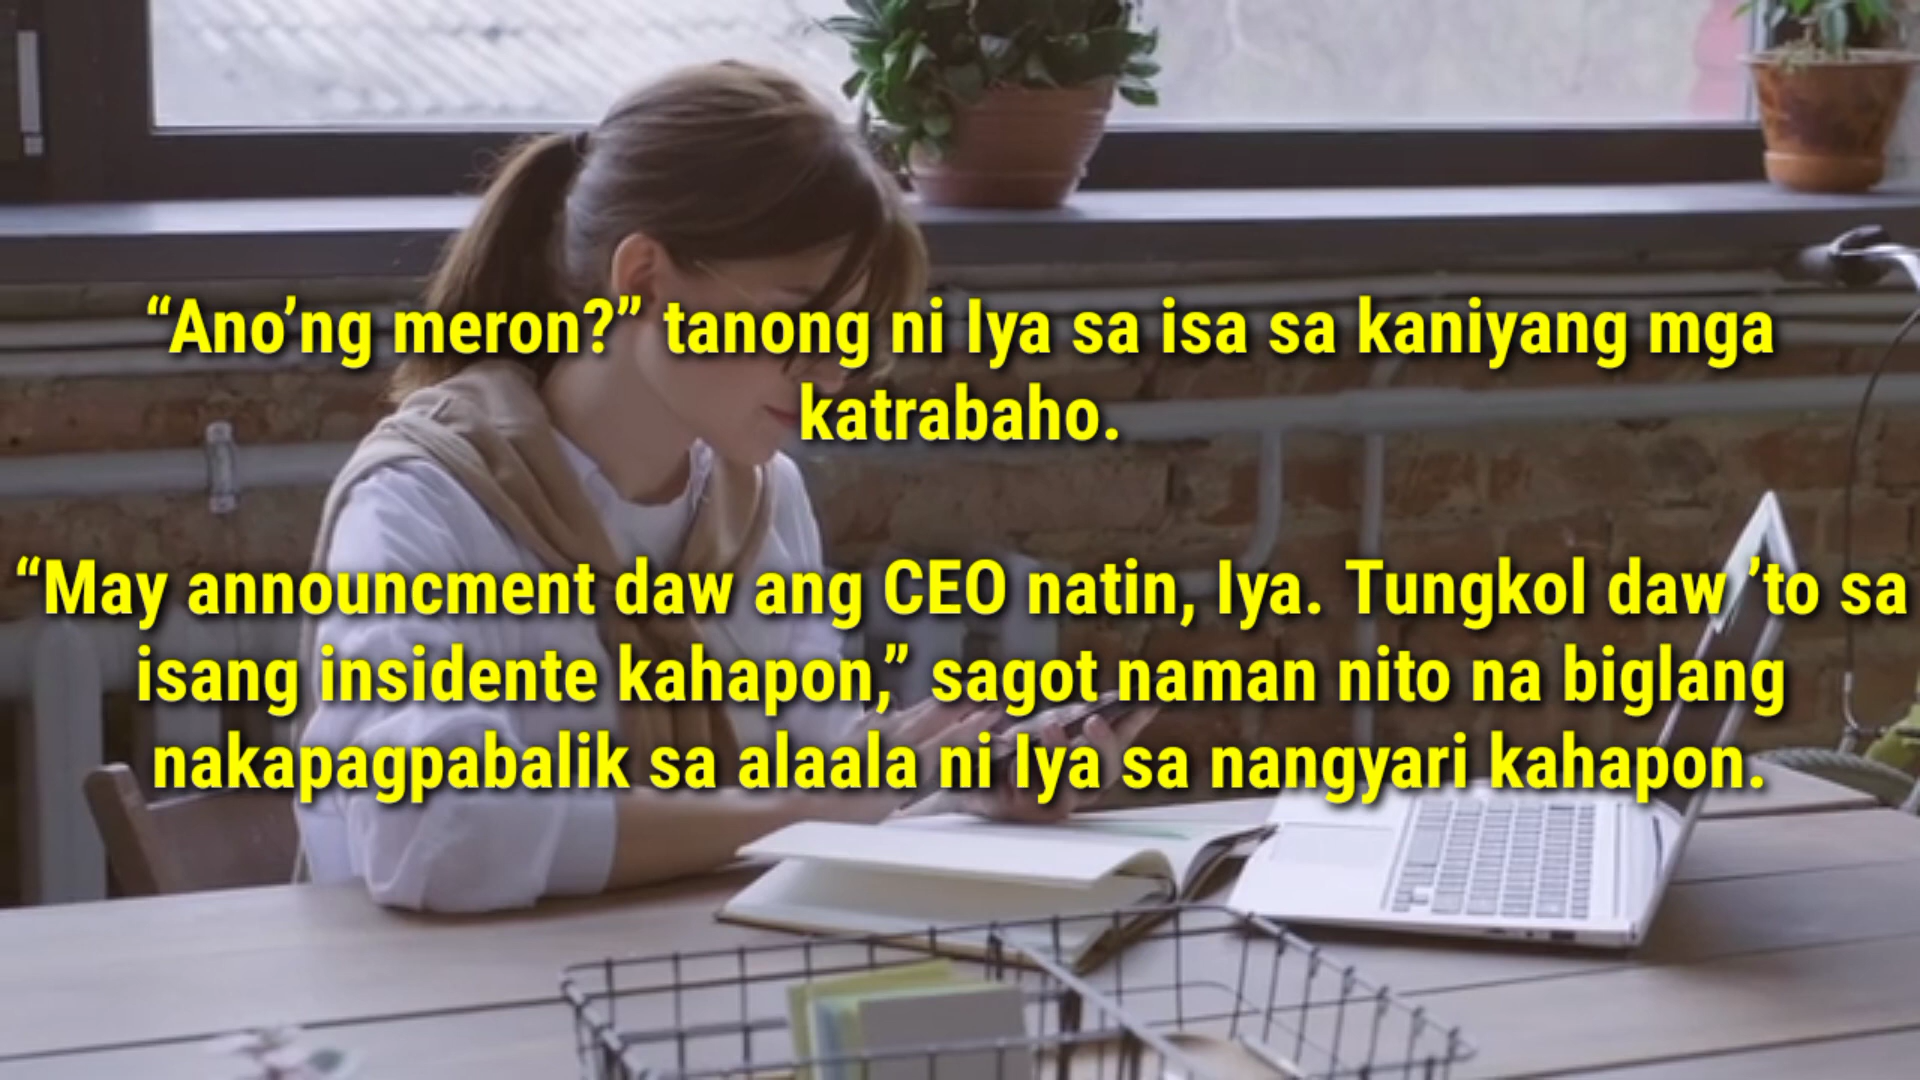 “Ano’ng meron?” tanong ni Iya sa isa sa kaniyang mga
katrabaho.
“May announcment daw ang CEO natin, Iya. Tungkol daw ’to sa
isang insidente kahapon,” sagot naman nito na biglang
nakapagpabalik sa alaala ni Iya sa nangyari kahapon.